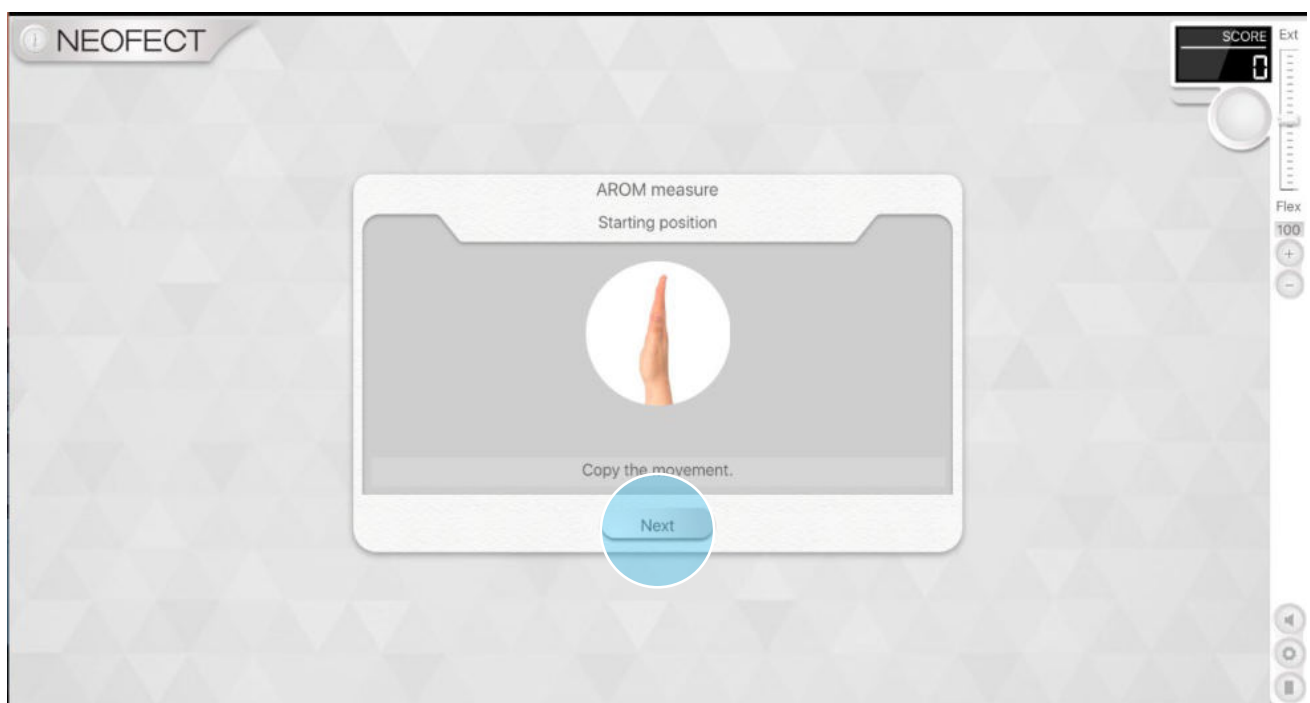 NEOFECT
SCORE
0
Ext
AROM measure
Starting position
Flex
100
+
−
Copy the movement.
Next